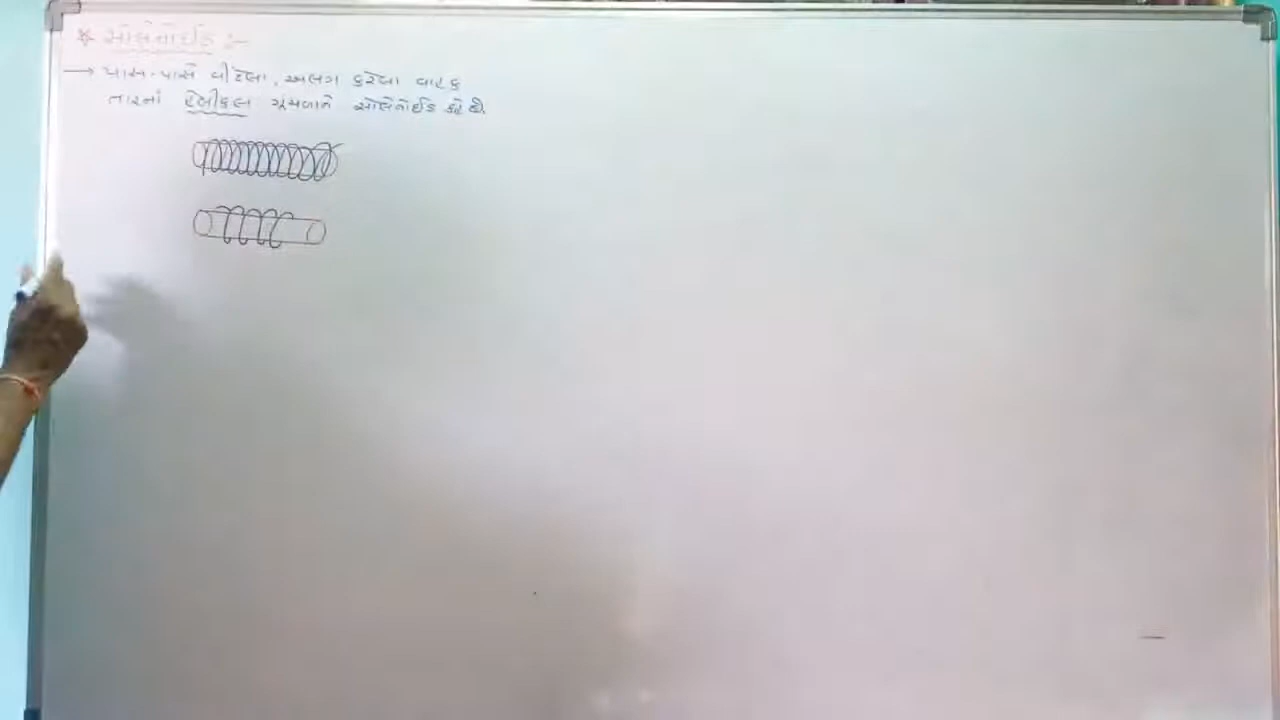 * સોલેનોઈડ :-
→ પાસ-પાસે વીંટેલા, અલગ કરેલા વાહક
તારનાં હેલીકલ ગૂંચળાને સોલેનોઈડ કહે છે.